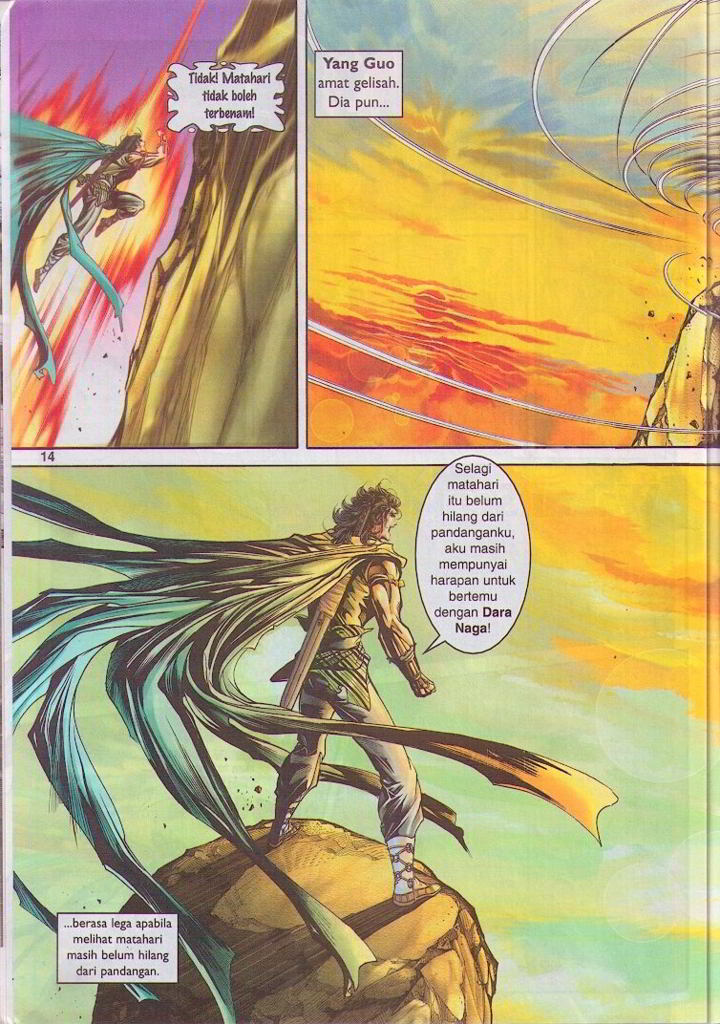 Tidak! Matahari
tidak boleh
terbenam!
Yang Guo
amat gelisah.
Dia pun...
14
Selagi
matahari
itu belum
hilang dari
pandanganku,
aku masih
mempunyai
harapan untuk
bertemu
dengan Dara
Naga!
...berasa lega apabila
melihat matahari
masih belum hilang
dari pandangan.